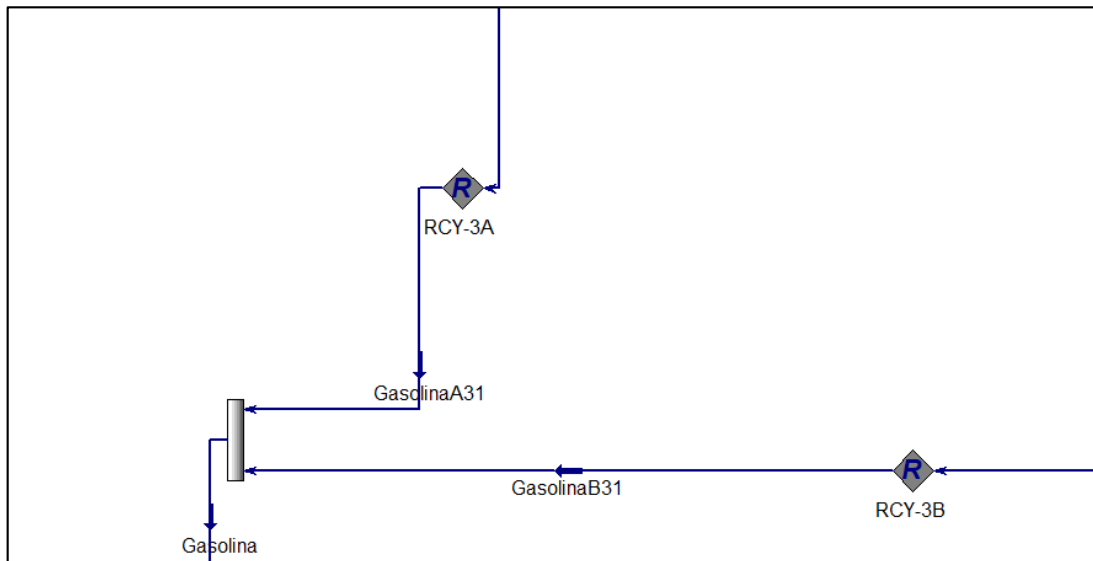 R
RCY-3A
GasolinaA31
GasolinaB31
R
RCY-3B
Gasolina